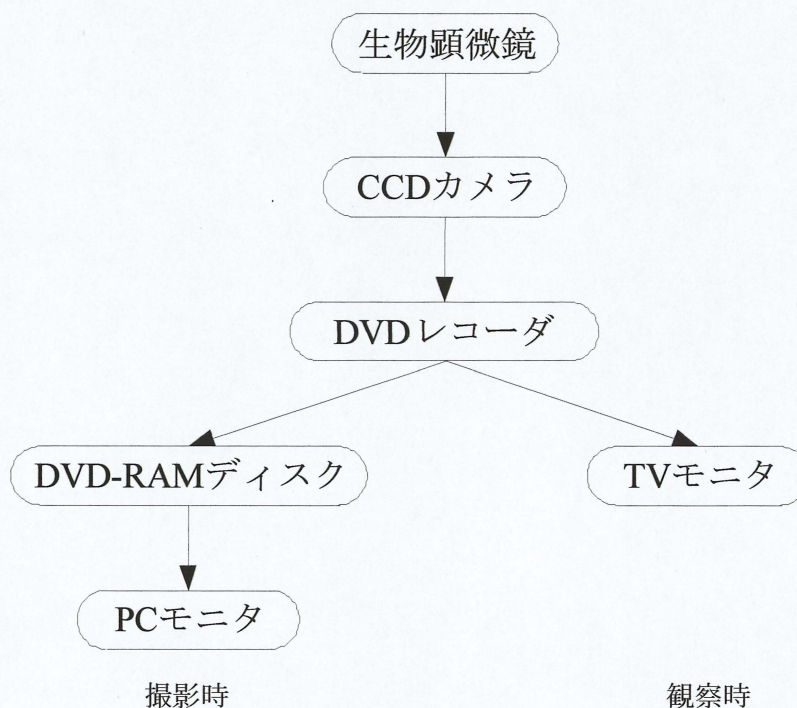 生物顕微鏡
CCDカメラ
DVDレコーダ
DVD-RAMディスク
TVモニタ
PCモニタ
撮影時
観察時